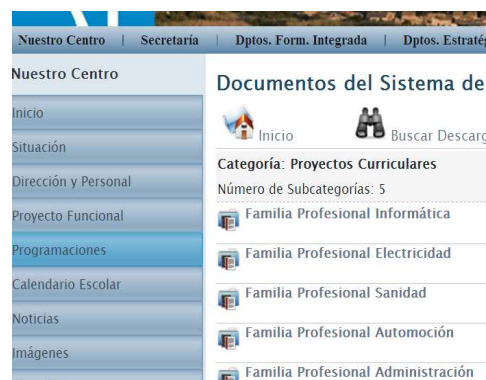 Nuestro Centro | Secretaría | Dptos. Form. Integrada | Dptos.
Nuestro Centro
Inicio
Situación
Dirección y Personal
Proyecto Funcional
Programaciones
Calendario Escolar
Noticias
Imágenes
Documentos del Sistema de
Inicio
Buscar
Categoría: Proyectos Curriculares
Número de Subcategorías: 5
Familia Profesional Informática
Familia Profesional Electricidad
Familia Profesional Sanidad
Familia Profesional Automoción
Familia Profesional Administración